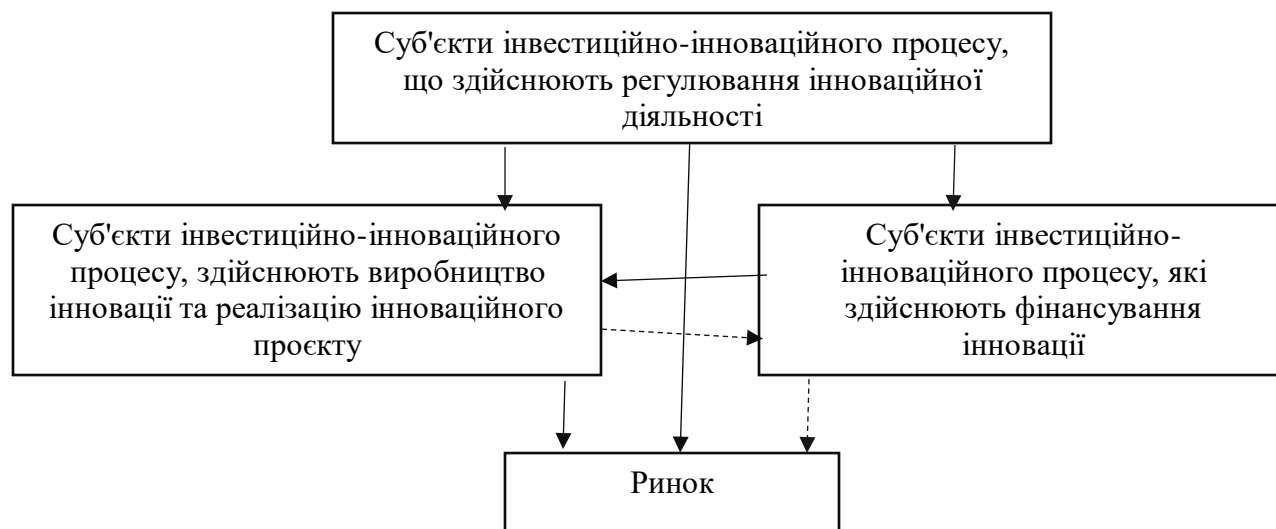 Суб'єкти інвестиційно-інноваційного процесу,
що здійснюють регулювання інноваційної
діяльності
Суб'єкти інвестиційно-інноваційного
процесу, здійснюють виробництво
інновації та реалізацію інноваційного
проєкту
Суб'єкти інвестиційно-
інноваційного процесу, які
здійснюють фінансування
інновації
Ринок